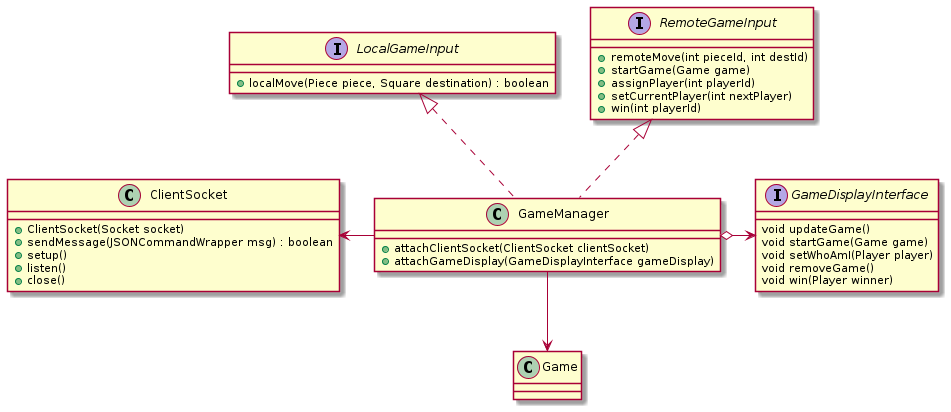 I LocalGameInput
localMove(Piece piece, Square destination) : boolean
I RemoteGameInput
remoteMove(int pieceId, int destId)
startGame(Game game)
assignPlayer(int playerId)
setCurrentPlayer(int nextPlayer)
win(int playerId)
C ClientSocket
ClientSocket(Socket socket)
sendMessage(JSONCommandWrapper msg) : boolean
setup()
listen()
close()
C GameManager
attachClientSocket(ClientSocket clientSocket)
attachGameDisplay(GameDisplayInterface gameDisplay)
I GameDisplayInterface
void updateGame()
void startGame(Game game)
void setWhoAmI(Player player)
void removeGame()
void win(Player winner)
C Game